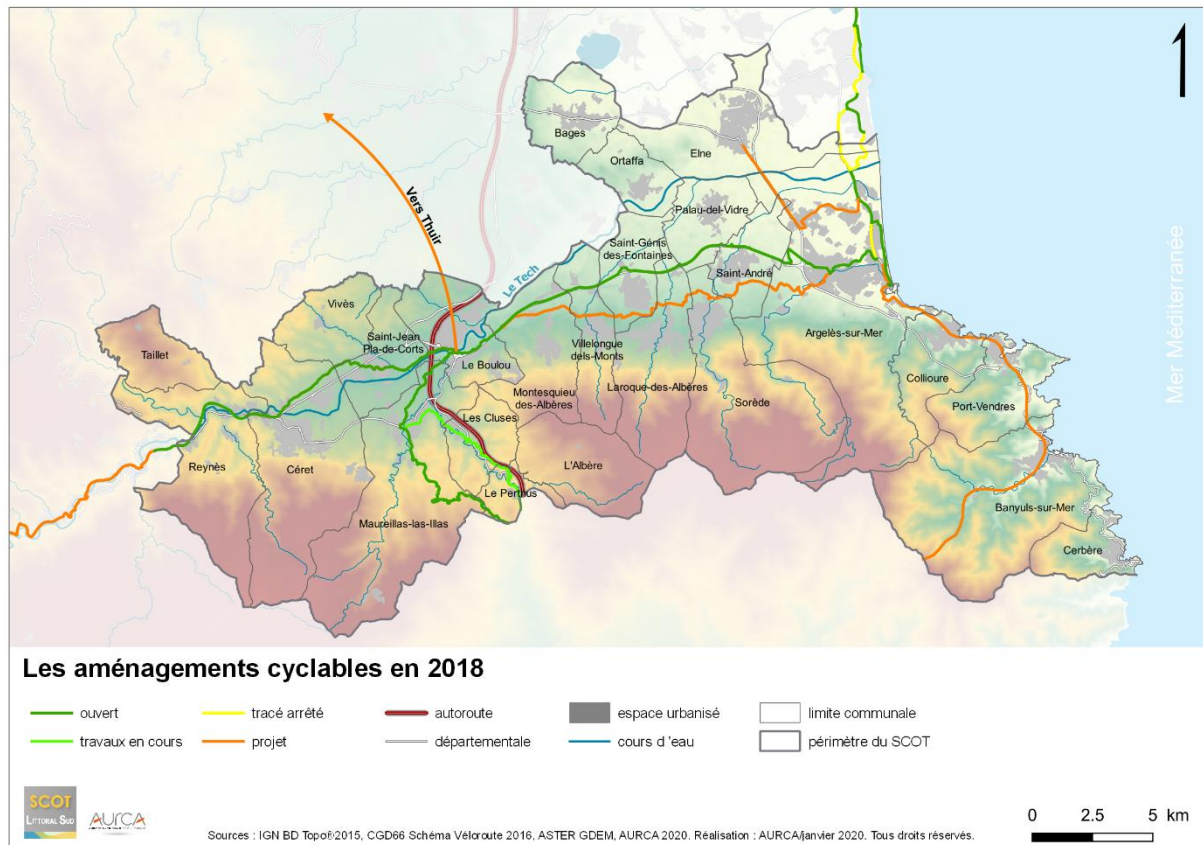 Bages
Elne
Ortaffa
Vers Thuir
Palau-del-Vidre
Mer Méditerranée
Saint-Génis
des-Fontaines
Le Tech
Saint-André
Vivès
Saint-Jean
Pla-de-Corts
Argelès-sur-Mer
Taillet
Villelongue
dels-Monts
Le Boulou
Collioure
Laroque-des-Albères
Montesquieu
des-Albères
Sorède
Port-Vendres
Les Cluses
Reynès
Céret
L'Albère
Le Perthus
Banyuls-sur-Mer
Maureillas-las-Illas
Cerbère
Les aménagements cyclables en 2018
ouvert
tracé arrêté
autoroute
espace urbanisé
limite communale
travaux en cours
projet
départementale
cours d 'eau
périmètre du SCOT
SCOT
LITTORAL SUD
AURCA
Sources : IGN BD Topo®2015, CGD66 Schéma Véloroute 2016, ASTER GDEM, AURCA 2020. Réalisation : AURCA/janvier 2020. Tous droits réservés.
0 2.5 5 km